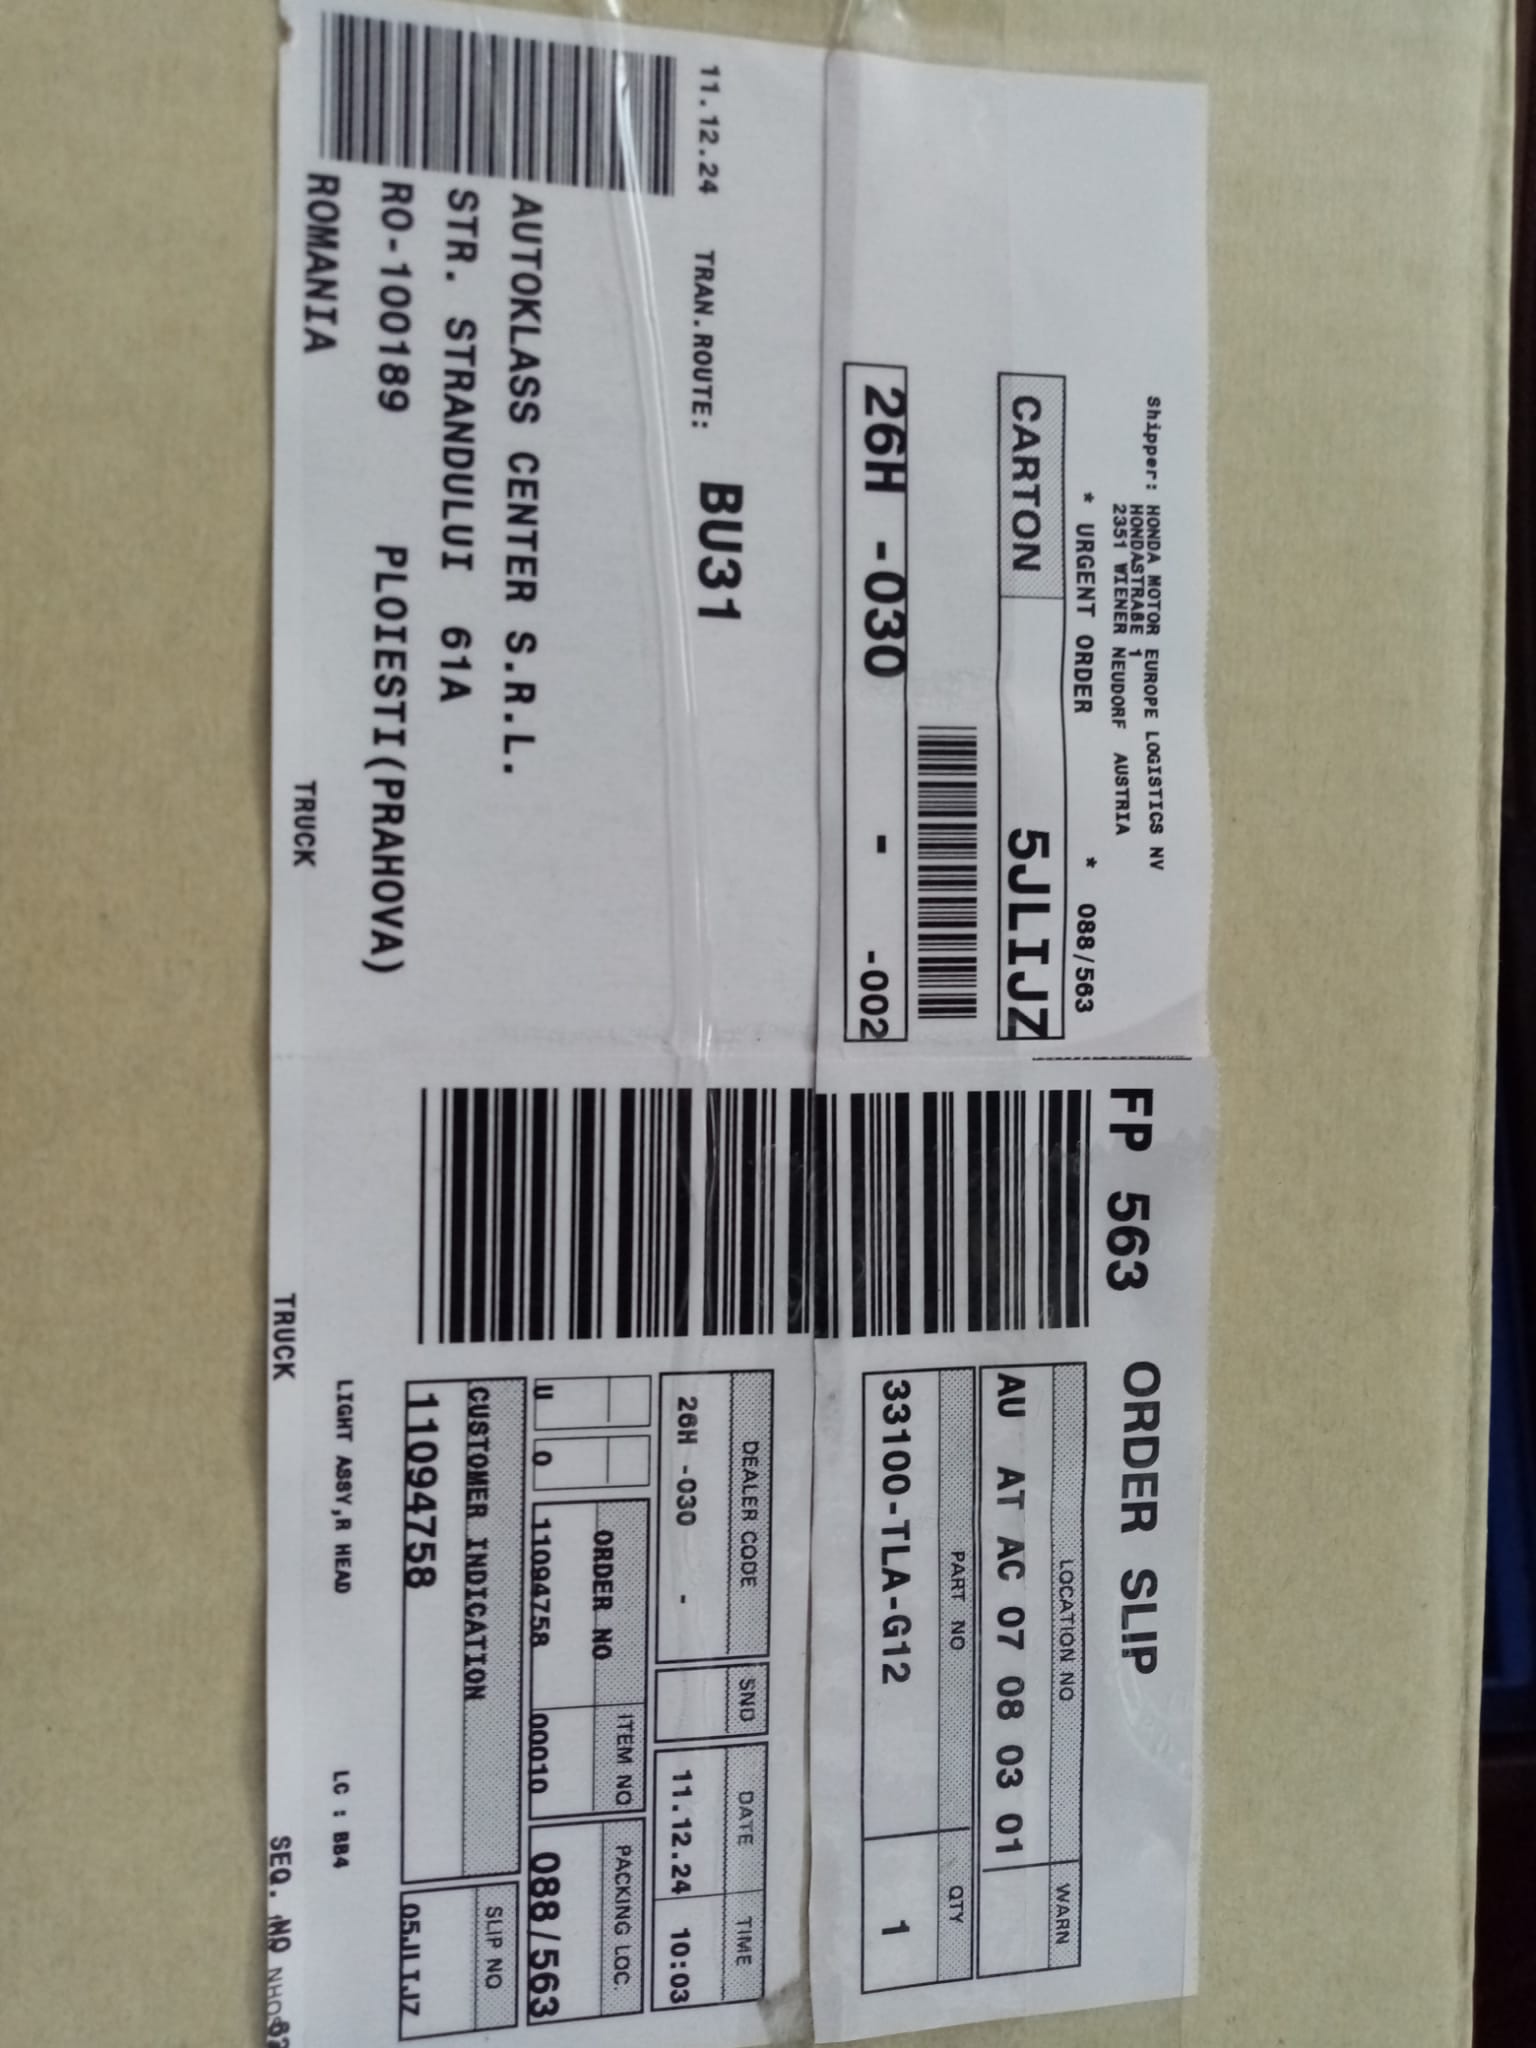 Shipper: HONDA MOTOR EUROPE LOGISTICS NV
HONDASTRAßE 1
2351 WIENER NEUDORF AUSTRIA
* URGENT ORDER * 088/563
CARTON 5JLIJZ
26H -030 - -002
11.12.24 TRAN.ROUTE: BU31
AUTOKLASS CENTER S.R.L.
STR. STRANDULUI 61A
RO-100189 PLOIESTI(PRAHOVA)
ROMANIA
TRUCK
FP 563 ORDER SLIP
LOCATION NO WARN
AU AT AC 07 08 03 01
PART NO QTY
33100-TLA-G12 1
DEALER CODE SND DATE TIME
26H -030 - 11.12.24 10:03
ORDER NO ITEM NO PACKING LOC.
U 0 11094758 00010 088/563
CUSTOMER INDICATION SLIP NO
11094758 05JLIJZ
LIGHT ASSY,R HEAD LC : BB4
TRUCK SEQ. NO